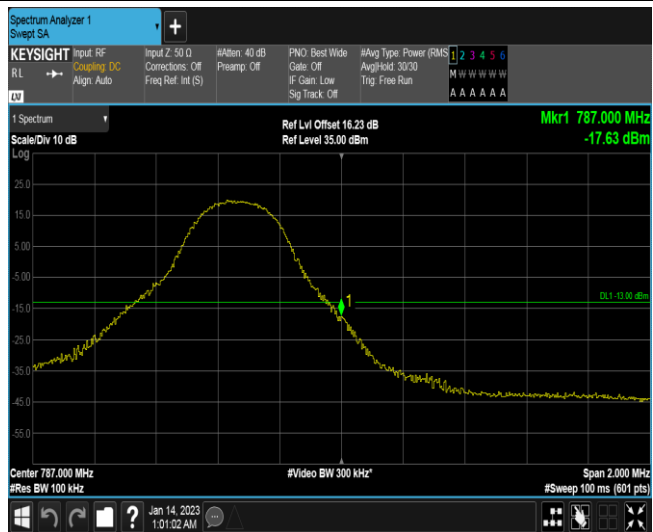 Spectrum Analyzer 1
Swept SA
+
KEYSIGHT
RL
LXI
Input: RF
Coupling: DC
Align: Auto
Input Z: 50 Ω
Corrections: Off
Freq Ref: Int (S)
#Atten: 40 dB
Preamp: Off
PNO: Best Wide
Gate: Off
IF Gain: Low
Sig Track: Off
#Avg Type: Power (RMS
Avg|Hold: 30/30
Trig: Free Run
1 2 3 4 5 6
M W W W W W
A A A A A A
1 Spectrum
Scale/Div 10 dB
Ref Lvl Offset 16.23 dB
Ref Level 35.00 dBm
Mkr1 787.000 MHz
-17.63 dBm
Log
25.0
15.0
5.00
-5.00
-15.0
-25.0
-35.0
-45.0
-55.0
1
DL1 -13.00 dBm
Center 787.000 MHz
#Video BW 300 kHz*
Span 2.000 MHz
#Res BW 100 kHz
#Sweep 100 ms (601 pts)
?
Jan 14, 2023
1:01:02 AM